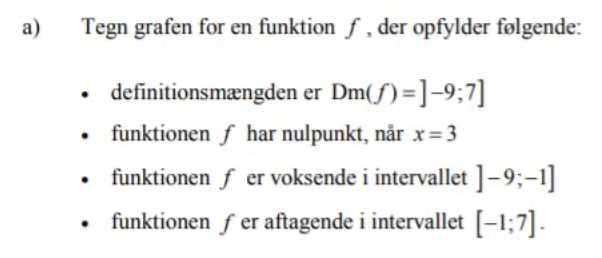 a) Tegn grafen for en funktion f , der opfylder følgende:
• definitionsmængden er Dm(f)=]−9;7]
• funktionen f har nulpunkt, når x=3
• funktionen f er voksende i intervallet ]−9;−1]
• funktionen f er aftagende i intervallet [−1;7].